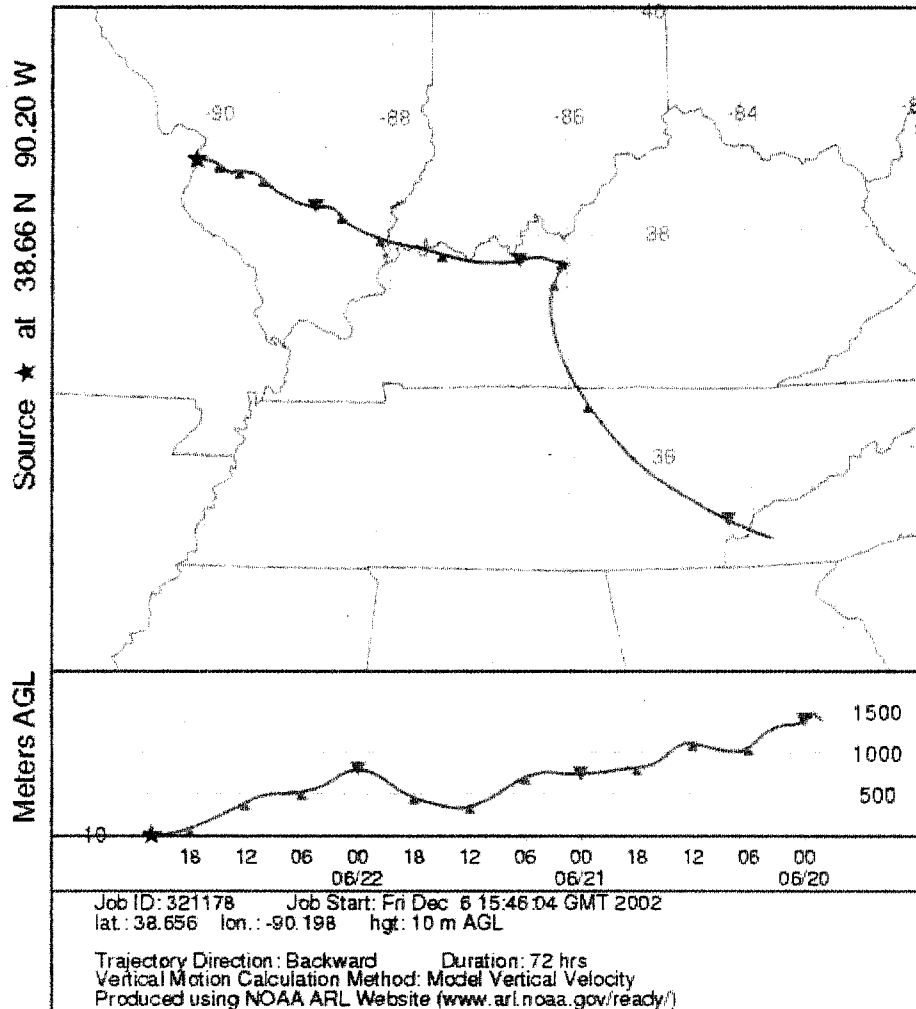 Source ★ at 38.66 N 90.20 W
40
-90
-88
-86
-84
38
36
Meters AGL
1500
1000
500
10
18 12 06 00 18 12 06 00 18 12 06 00
06/22 06/21 06/20
Job ID: 321178 Job Start: Fri Dec 6 15:46:04 GMT 2002
lat.: 38.656 lon.: -90.198 hgt: 10 m AGL
Trajectory Direction: Backward Duration: 72 hrs
Vertical Motion Calculation Method: Model Vertical Velocity
Produced using NOAA ARL Website (www.arl.noaa.gov/ready/)